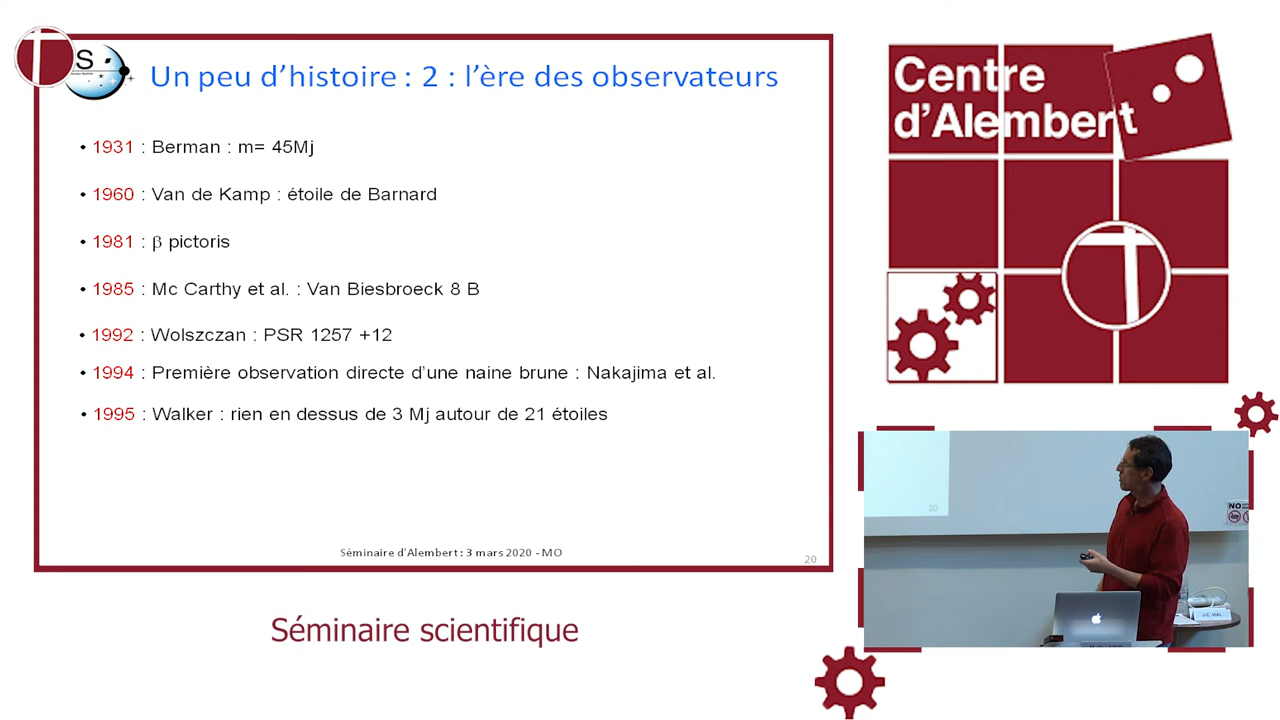 S
Un peu d'histoire : 2 : l'ère des observateurs
• 1931 : Berman : m= 45Mj
• 1960 : Van de Kamp : étoile de Barnard
• 1981 : β pictoris
• 1985 : Mc Carthy et al. : Van Biesbroeck 8 B
• 1992 : Wolszczan : PSR 1257 +12
• 1994 : Première observation directe d'une naine brune : Nakajima et al.
• 1995 : Walker : rien en dessus de 3 Mj autour de 21 étoiles
Séminaire d'Alembert : 3 mars 2020 - MO
20
Séminaire scientifique
Centre
d'Alembert
20
NO